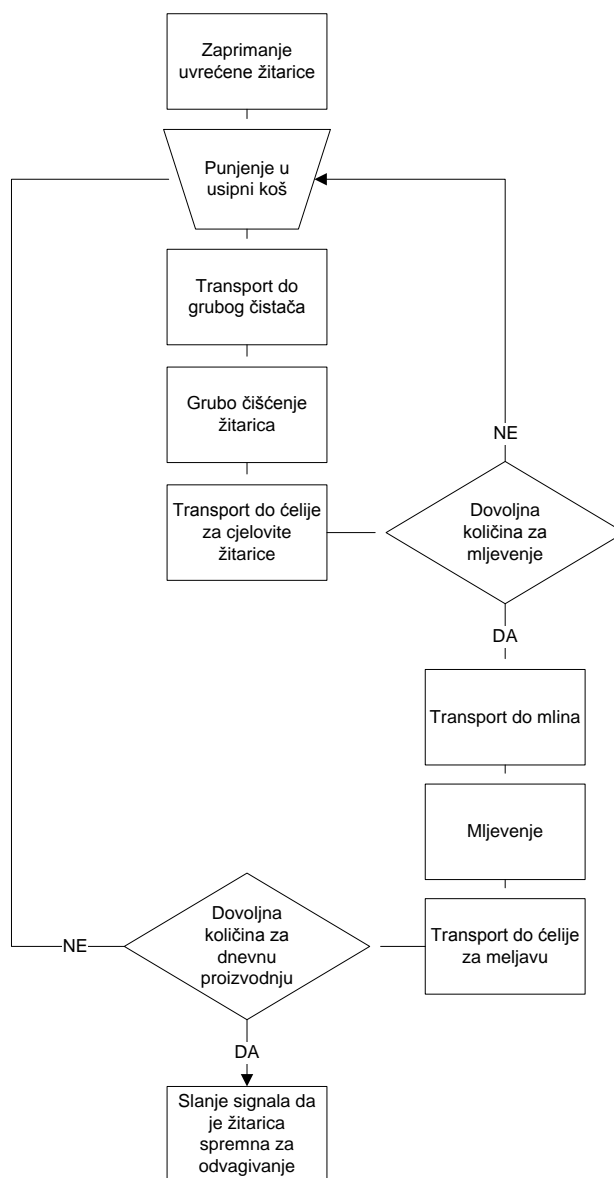 Zaprimanje
uvrećene žitarice
Punjenje u
usipni koš
Transport do
grubog čistača
Grubo čišćenje
žitarica
Transport do ćelije
za cjelovite
žitarice
NE
Dovoljna
količina za
mljevenje
DA
Transport do mlina
Mljevenje
Transport do ćelije
za meljavu
Dovoljna
količina za
dnevnu
proizvodnju
NE
DA
Slanje signala da
je žitarica
spremna za
odvagivanje